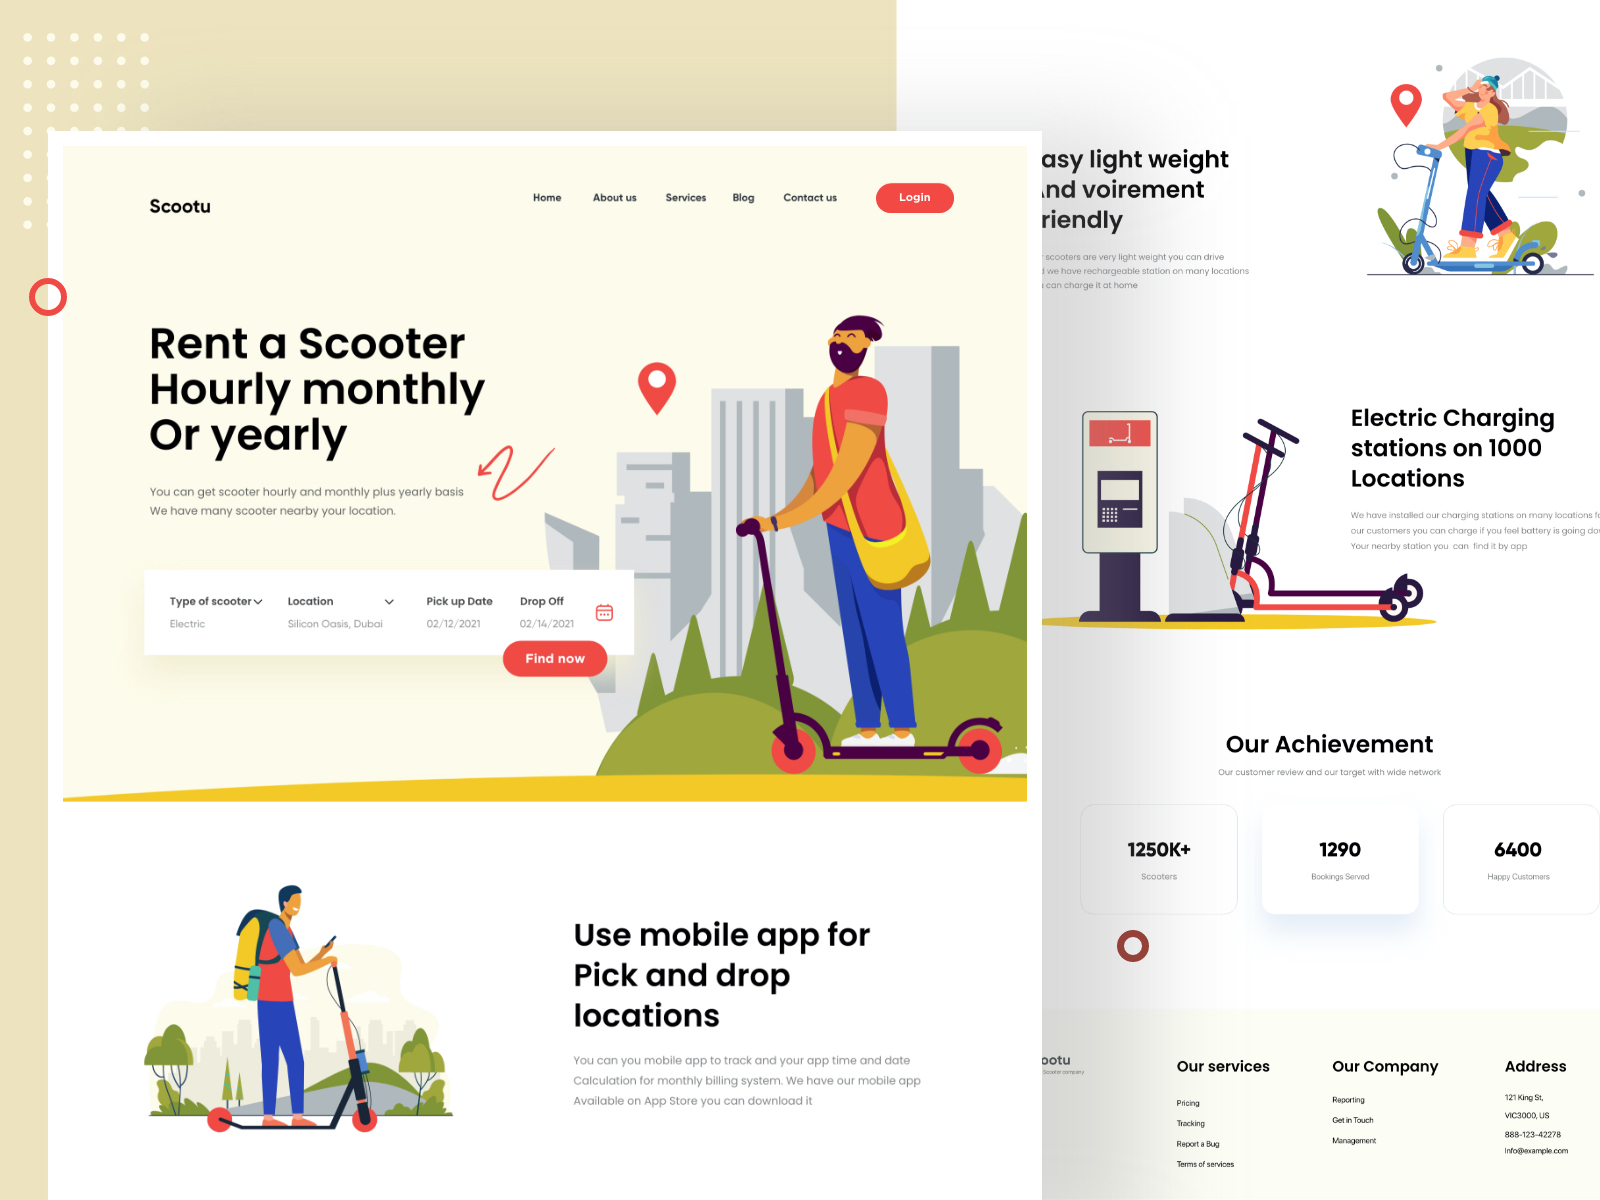 Scootu
Home About us Services Blog Contact us Login
Rent a Scooter
Hourly monthly
Or yearly
You can get scooter hourly and monthly plus yearly basis
We have many scooter nearby your location.
Type of scooter Location Pick up Date Drop Off
Electric Silicon Oasis, Dubai 02/12/2021 02/14/2021
Find now
Use mobile app for
Pick and drop
locations
You can you mobile app to track and your app time and date
Calculation for monthly billing system. We have our mobile app
Available on App Store you can download it
asy light weight
nd voirement
riendly
r scooters are very light weight you can drive
d we have rechargeable station on many locations
can charge it at home
Electric Charging
stations on 1000
Locations
We have installed our charging stations on many locations fo
our customers you can charge if you feel battery is going do
Your nearby station you can find it by app
Our Achievement
Our customer review and our target with wide network
1250K+
Scooters
1290
Bookings Served
6400
Happy Customers
ootu
Scooter company
Our services
Pricing
Tracking
Report a Bug
Terms of services
Our Company
Reporting
Get in Touch
Management
Address
121 King St,
VIC3000, US
888-123-42278
Info@example.com